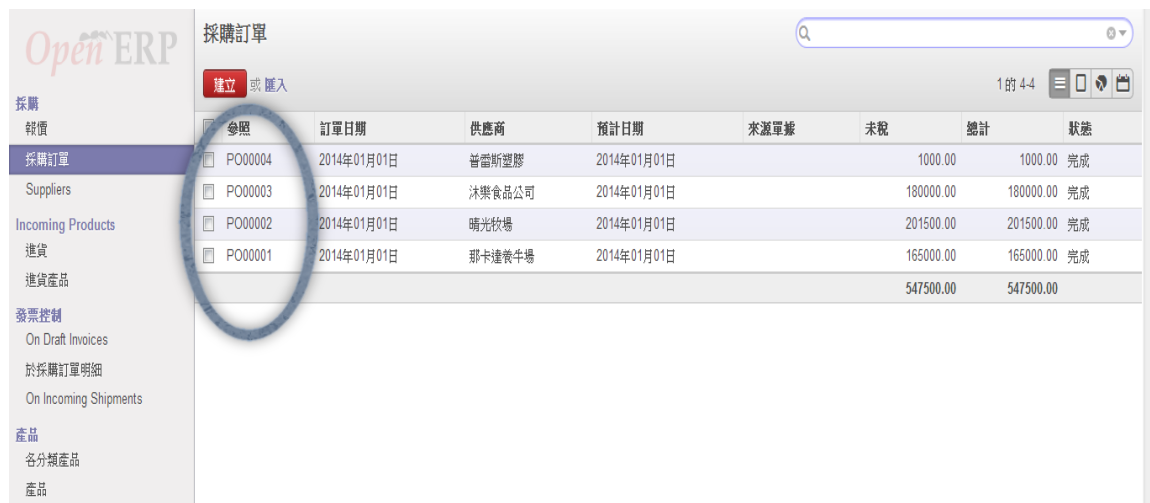 Open ERP
採購
報價
採購訂單
Suppliers
Incoming Products
進貨
進貨產品
發票控制
On Draft Invoices
於採購訂單明細
On Incoming Shipments
產品
各分類產品
產品
採購訂單
建立 或 匯入
1 的 4-4
參照 訂單日期 供應商 預計日期 來源單據 未稅 總計 狀態
PO00004 2014年01月01日 普雷斯塑膠 2014年01月01日 1000.00 1000.00 完成
PO00003 2014年01月01日 沐樂食品公司 2014年01月01日 180000.00 180000.00 完成
PO00002 2014年01月01日 晴光牧場 2014年01月01日 201500.00 201500.00 完成
PO00001 2014年01月01日 那卡達養牛場 2014年01月01日 165000.00 165000.00 完成
547500.00 547500.00